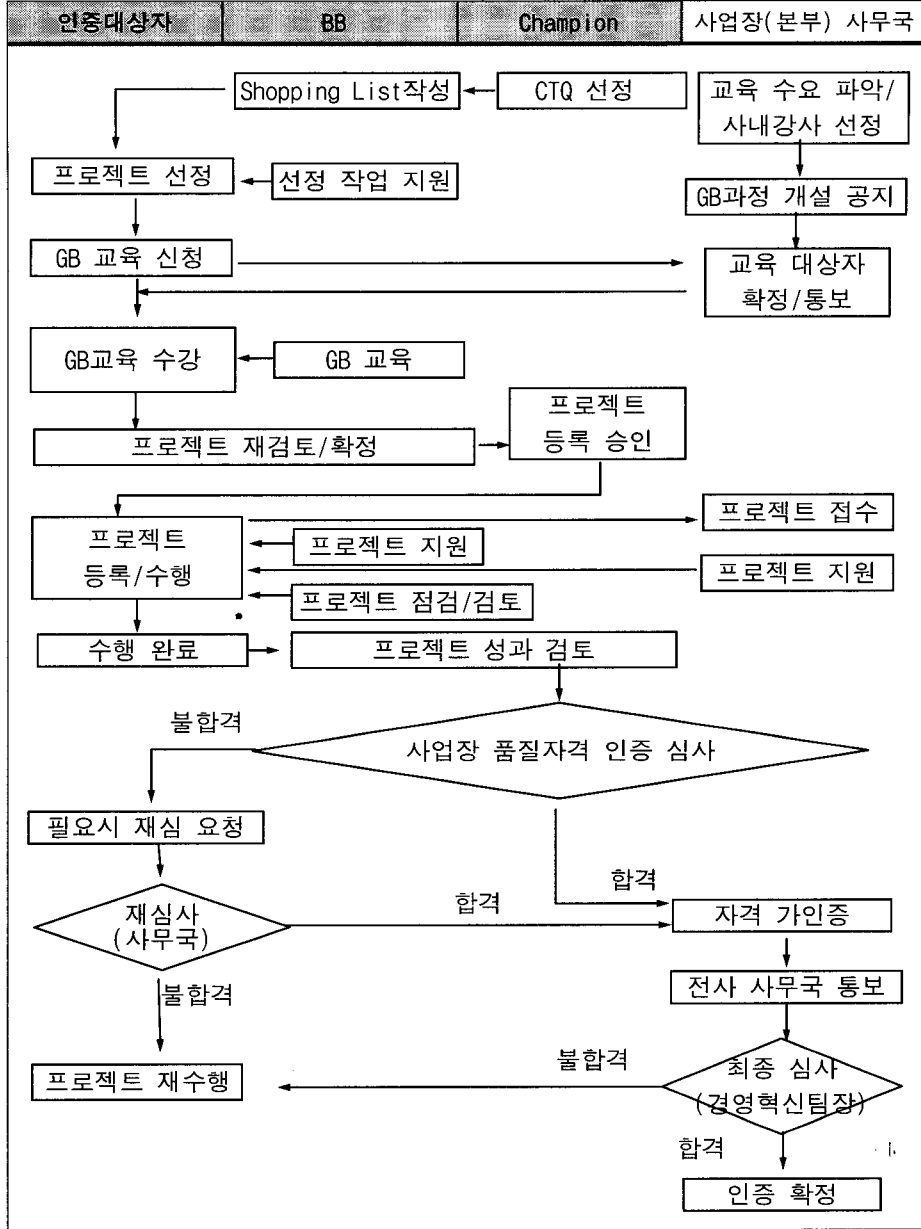 인증대상자 BB Champion 사업장(본부) 사무국
Shopping List작성 CTQ 선정 교육 수요 파악/
사내강사 선정
프로젝트 선정 선정 작업 지원
GB과정 개설 공지
GB 교육 신청 교육 대상자
확정/통보
GB교육 수강 GB 교육
프로젝트
등록 승인
프로젝트 재검토/확정
프로젝트 접수
프로젝트
등록/수행
프로젝트 지원
프로젝트 지원
프로젝트 점검/검토
수행 완료 프로젝트 성과 검토
불합격
사업장 품질자격 인증 심사
필요시 재심 요청
합격
합격
재심사
(사무국)
자격 가인증
전사 사무국 통보
불합격
불합격
프로젝트 재수행
최종 심사
(경영혁신팀장)
합격
인증 확정